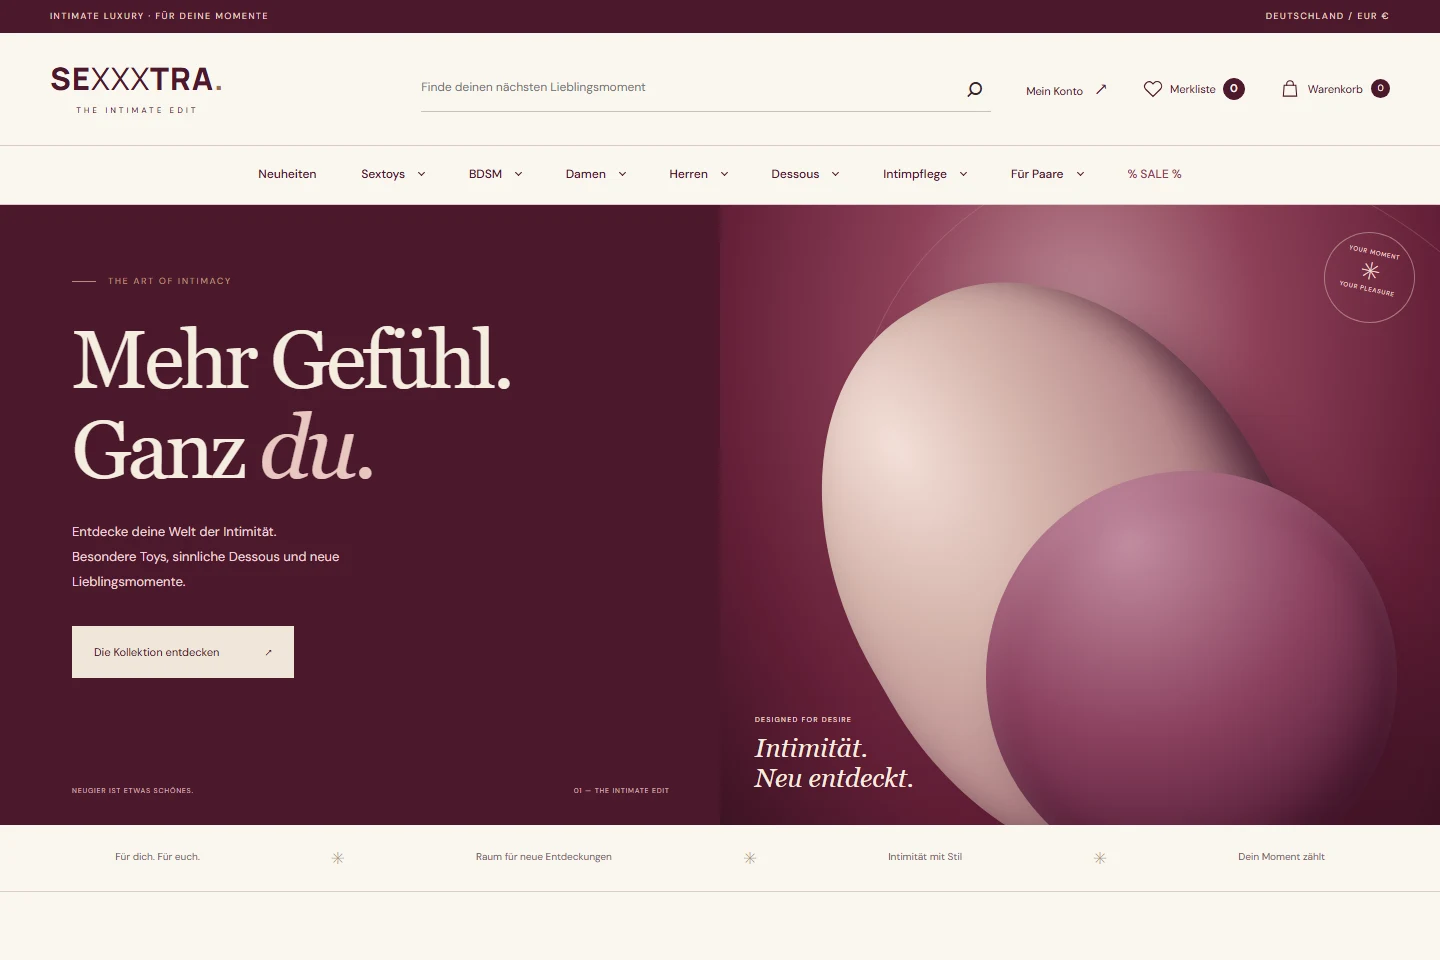 INTIMATE LUXURY · FÜR DEINE MOMENTE
DEUTSCHLAND / EUR €
SEXXXTRA.
THE INTIMATE EDIT
Finde deinen nächsten Lieblingsmoment
Mein Konto ↗
Merkliste 0
Warenkorb 0
Neuheiten
Sextoys
BDSM
Damen
Herren
Dessous
Intimpflege
Für Paare
% SALE %
THE ART OF INTIMACY
Mehr Gefühl.
Ganz du.
Entdecke deine Welt der Intimität.
Besondere Toys, sinnliche Dessous und neue
Lieblingsmomente.
Die Kollektion entdecken ↗
NEUGIER IST ETWAS SCHÖNES.
01 — THE INTIMATE EDIT
YOUR MOMENT
✳
YOUR PLEASURE
DESIGNED FOR DESIRE
Intimität.
Neu entdeckt.
Für dich. Für euch.
✳
Raum für neue Entdeckungen
✳
Intimität mit Stil
✳
Dein Moment zählt